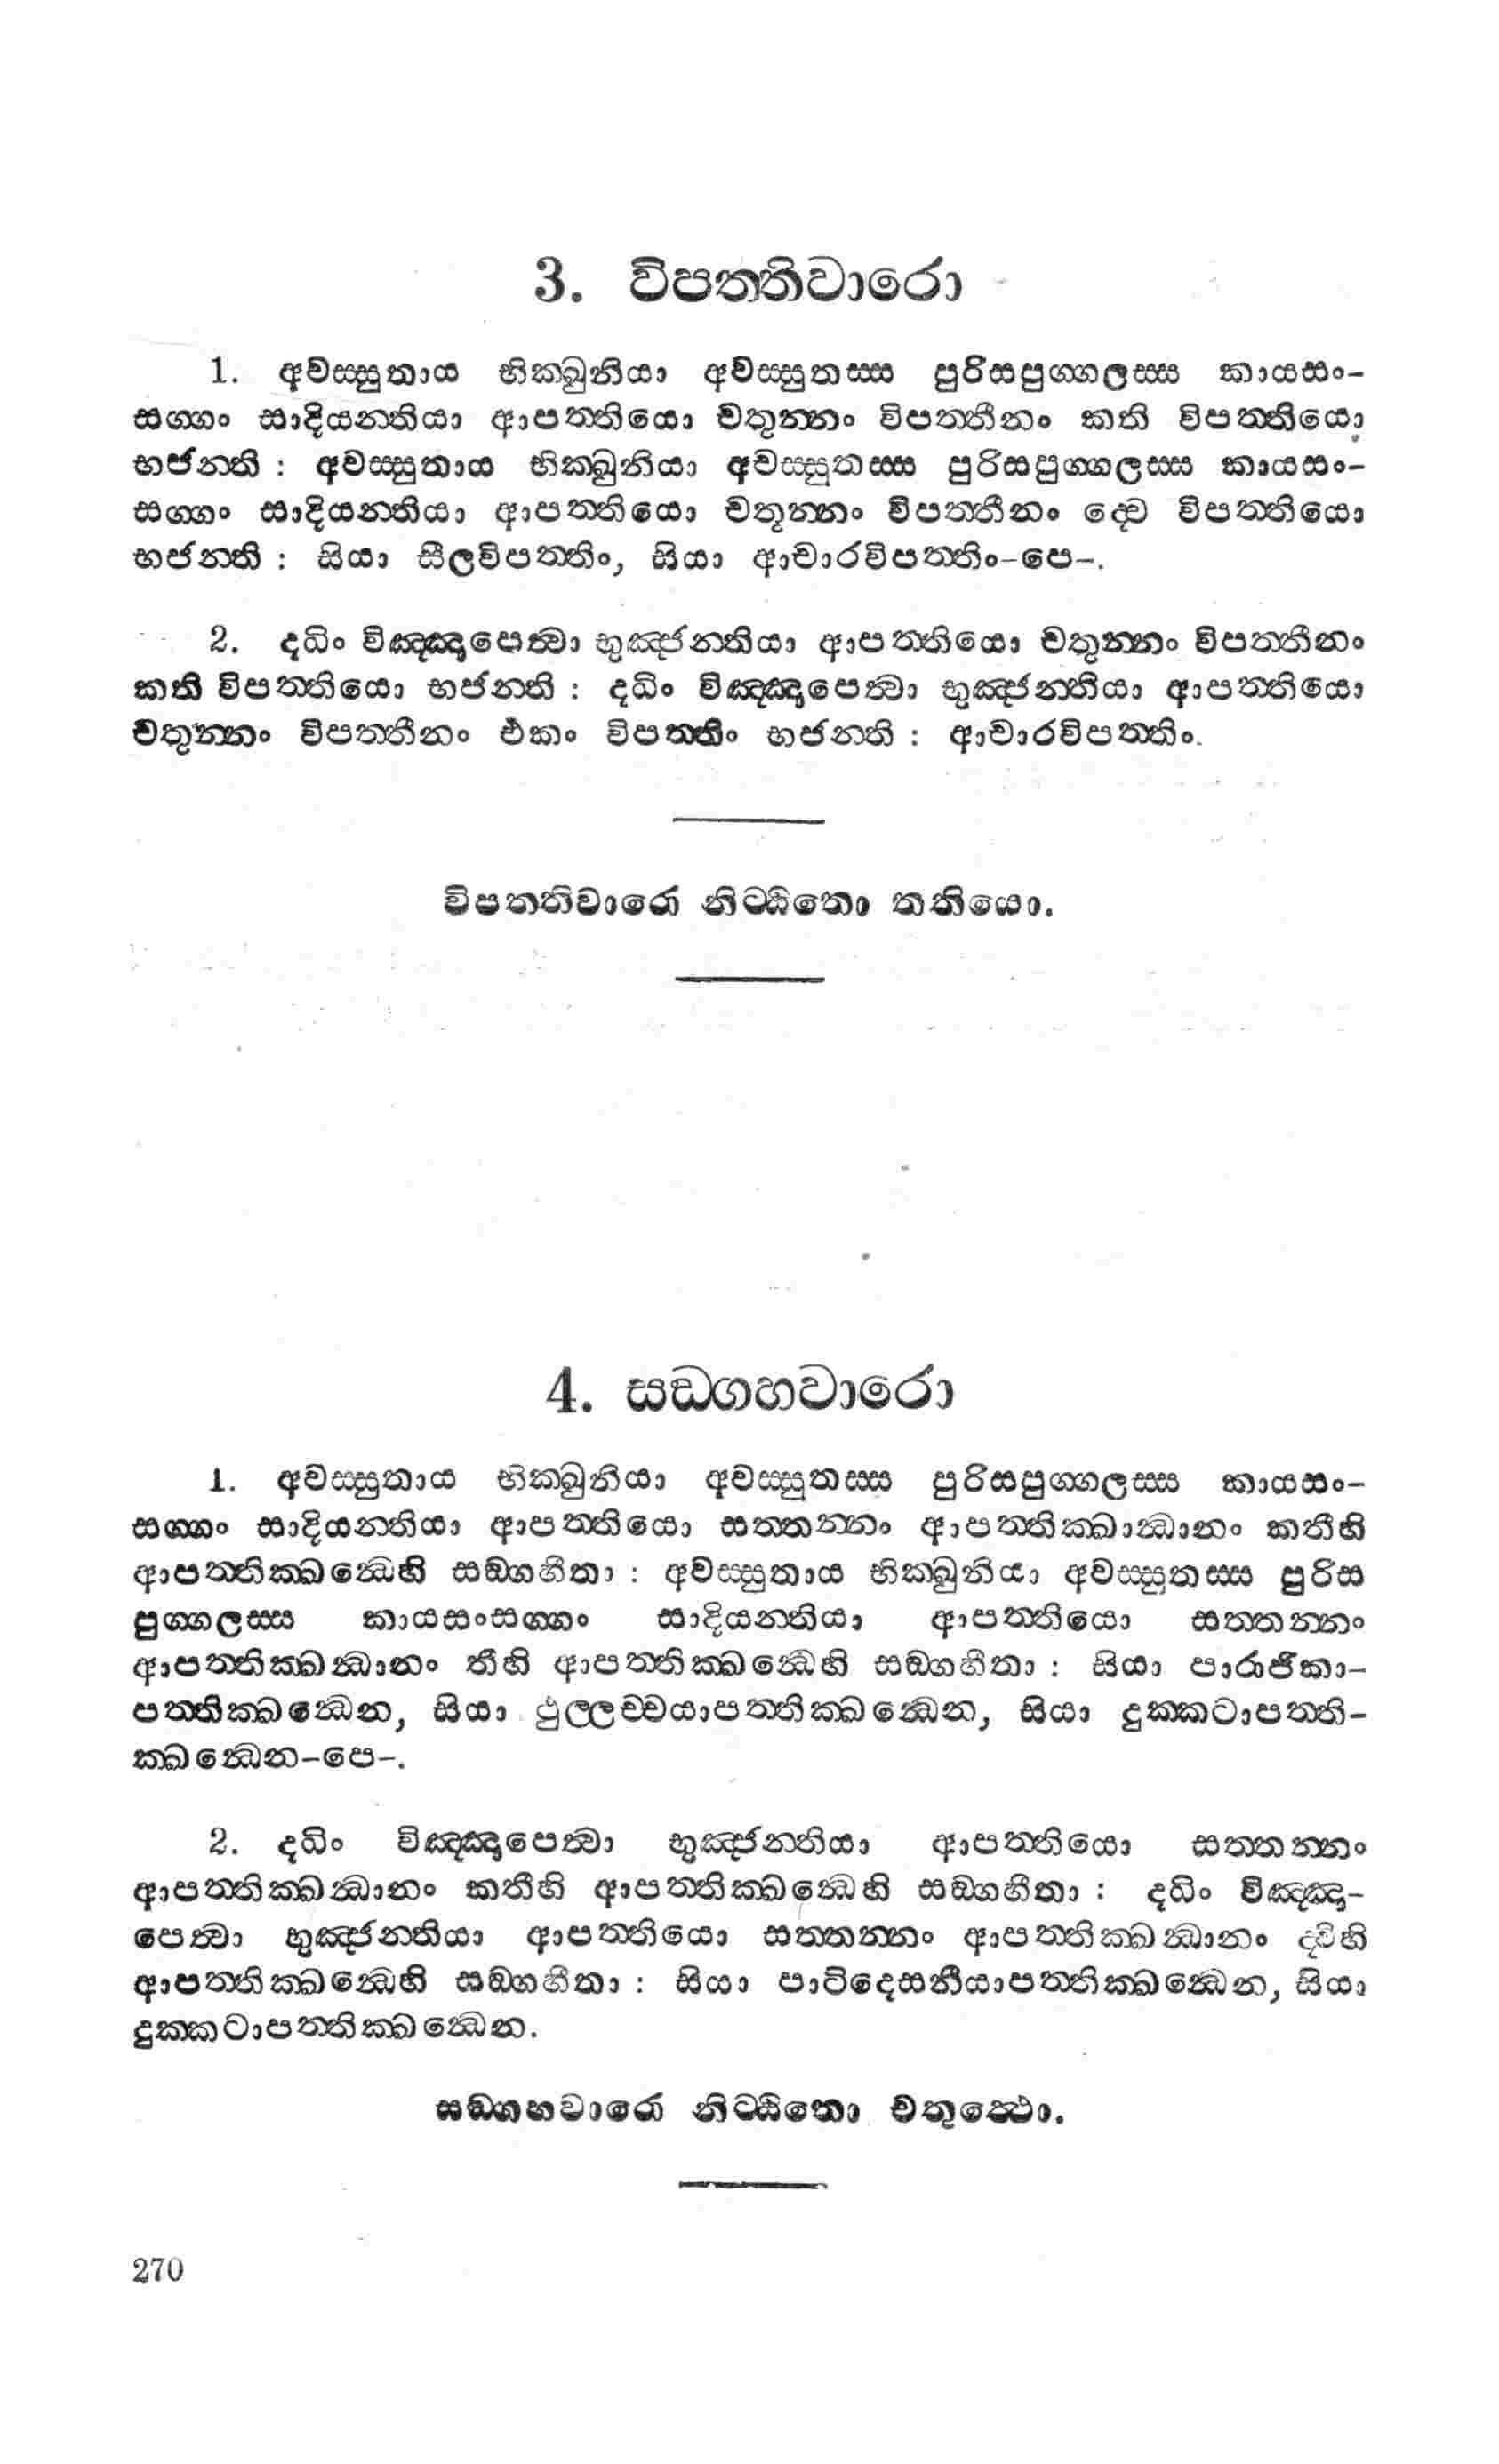 3. විපත්තිවාරො
1. අවස්සුතාය භික්ඛුනියා අවස්සුතස්ස පුරිසපුග්ගලස්ස කායසං-
සග්ගං සාදියන්තියා ආපත්තියො චතුන්නං විපත්තීනං කති විපත්තියො
භජන්ති : අවස්සුතාය භික්ඛුනියා අවස්සුතස්ස පුරිසපුග්ගලස්ස කායසං-
සග්ගං සාදියන්තියා ආපත්තියො චතූන්නං විපත්තීනං ද්වෙ විපත්තියො
භජන්ති : සියා සීලවිපත්තිං, සියා ආචාරවිපත්තිං-පෙ-.
2. දධිං විඤ්ඤාපෙත්වා භුඤ්ජන්තියා ආපත්තියො චතුන්නං විපත්තීනං
කති විපත්තියො භජන්ති : දධිං විඤ්ඤාපෙත්වා භුඤ්ජන්තියා ආපත්තියො
චතුන්නං විපත්තීනං එකං විපත්තිං භජන්ති : ආචාරවිපත්තිං.
විපත්තිවාරො නිට්ඨිතො තතියො.
4. සඞ්ගහවාරො
1. අවස්සුතාය භික්ඛුනියා අවස්සුතස්ස පුරිසපුග්ගලස්ස කායසං-
සග්ගං සාදියන්තියා ආපත්තියො සත්තන්නං ආපත්තික්ඛාන්ධානං කතීහි
ආපත්තික්ඛන්ධෙහි සඞ්ගහීතා : අවස්සුතාය භික්ඛුනියා අවස්සුතස්ස පුරිස
පුග්ගලස්ස කායසංසග්ගං සාදියන්තියා ආපත්තියො සත්තන්නං
ආපත්තික්ඛන්ධානං තීහි ආපත්තික්ඛන්ධෙහි සඞ්ගහීතා : සියා පාරාජිකා-
පත්තික්ඛන්ධෙන, සියා ථුල්ලච්චයාපත්තික්ඛන්ධෙන, සියා දුක්කටාපත්ති-
ක්ඛන්ධෙන-පෙ-.
2. දධිං විඤ්ඤාපෙත්වා භුඤ්ජන්තියා ආපත්තියො සත්තන්නං
ආපත්තික්ඛන්ධානං කතීහි ආපත්තික්ඛන්ධෙහි සඞ්ගහීතා : දධිං විඤ්ඤා-
පෙත්වා භුඤ්ජන්තියා ආපත්තියො සත්තන්නං ආපත්තික්ඛන්ධානං ද්වීහි
ආපත්තික්ඛන්ධෙහි සඞ්ගහීතා : සියා පාටිදෙසනීයාපත්තික්ඛන්ධෙන, සියා
දුක්කටාපත්තික්ඛන්ධෙන.
සඞ්ගහවාරො නිට්ඨිතො චතුත්ථො.
270